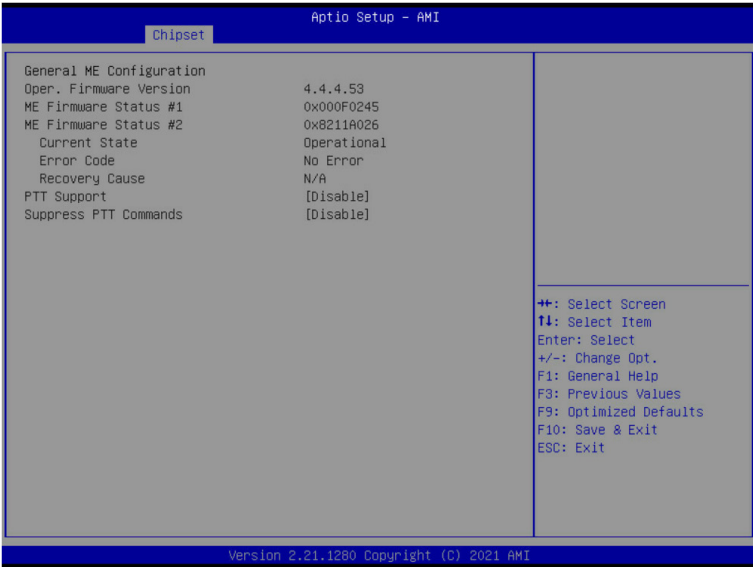 Aptio Setup – AMI
Chipset
General ME Configuration
Oper. Firmware Version 4.4.4.53
ME Firmware Status #1 0x000F0245
ME Firmware Status #2 0x8211A026
Current State Operational
Error Code No Error
Recovery Cause N/A
PTT Support [Disable]
Suppress PTT Commands [Disable]
→←: Select Screen
↑↓: Select Item
Enter: Select
+/-: Change Opt.
F1: General Help
F3: Previous Values
F9: Optimized Defaults
F10: Save & Exit
ESC: Exit
Version 2.21.1280 Copyright (C) 2021 AMI